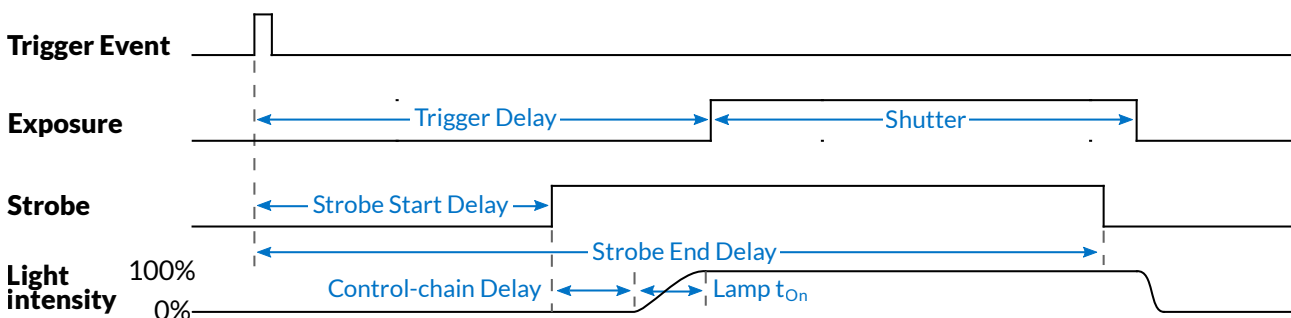 Trigger Event
Exposure
Trigger Delay
Shutter
Strobe
Strobe Start Delay
Strobe End Delay
Light
intensity
100%
0%
Control-chain Delay
Lamp tOn